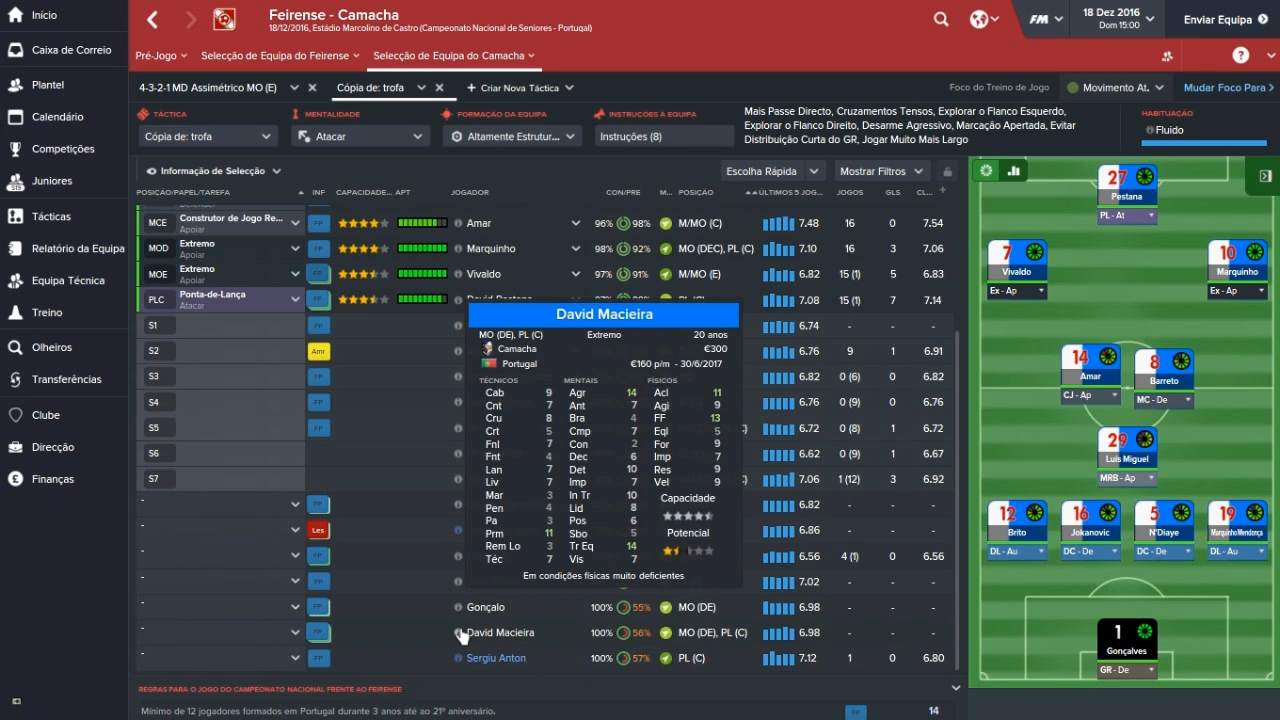 Início
Caixa de Correio
Plantel
Calendário
Competições
Juniores
S19
Tácticas
Relatório da Equipa
Equipa Técnica
Treino
Olheiros
Transferências
Clube
Direcção
Finanças
Feirense - Camacha
18/12/2016, Estádio Marcolino de Castro (Campeonato Nacional de Seniores - Portugal)
FM
18 Dez 2016
Dom 15:00
Enviar Equipa
Pré-Jogo
Selecção de Equipa do Feirense
Selecção de Equipa do Camacha
?
4-3-2-1 MD Assimétrico MO (E)
Cópia de: trofa
+ Criar Nova Táctica
Foco do Treino de Jogo
Movimento At.
Mudar Foco Para
TÁCTICA
Cópia de: trofa
MENTALIDADE
Atacar
FORMAÇÃO DA EQUIPA
Altamente Estrutur...
INSTRUÇÕES À EQUIPA
Instruções (8)
Mais Passe Directo, Cruzamentos Tensos, Explorar o Flanco Esquerdo,
Explorar o Flanco Direito, Desarme Agressivo, Marcação Apertada, Evitar
Distribuição Curta do GR, Jogar Muito Mais Largo
HABITUAÇÃO
Fluido
Informação de Selecção
Escolha Rápida
Mostrar Filtros
POSIÇÃO/PAPEL/TAREFA INF CAPACIDADE... APT JOGADOR CON/PRE M... POSIÇÃO ÚLTIMOS 5 JOG... JOGOS GLS CL... +
MCE Construtor de Jogo Re... Apoiar FP Amar 96% 98% M/MO (C) 7.48 16 0 7.54
MOD Extremo Apoiar FP Marquinho 98% 92% MO (DEC), PL (C) 7.10 16 3 7.06
MOE Extremo Apoiar FP Vivaldo 97% 91% M/MO (E) 6.82 15 (1) 5 6.83
PLC Ponta-de-Lança Atacar FP 7.08 15 (1) 7 7.14
S1 FP 6.74 - - -
S2 Amr 6.76 9 1 6.91
S3 FP 6.82 0 (6) 0 6.82
S4 FP 6.76 0 (9) 0 6.76
S5 FP 6.72 0 (8) 1 6.72
S6 6.62 0 (9) 1 6.67
S7 7.06 1 (12) 3 6.92
- FP 6.82 - - -
- Les 6.86 - - -
- FP 6.56 4 (1) 0 6.56
- FP 7.02 - - -
- FP Gonçalo 100% 55% MO (DE) 6.98 - - -
- FP David Macieira 100% 56% MO (DE), PL (C) 6.98 - - -
- FP Sergiu Anton 100% 57% PL (C) 7.12 1 0 6.80
David Macieira
MO (DE), PL (C) Extremo 20 anos
Camacha €300
Portugal €160 p/m - 30/6/2017
TÉCNICOS MENTAIS FÍSICOS
Cab 9 Agr 14 Acl 11
Cnt 7 Ant 7 Agi 9
Cru 8 Bra 4 FF 13
Crt 5 Cmp 7 Eql 5
Fnl 7 Con 2 For 9
Fnt 4 Dec 6 Imp 7
Lan 7 Det 10 Res 9
Liv 7 Imp 7 Vel 9
Mar 3 In Tr 10 Capacidade
Pen 4 Lid 8
Pa 3 Pos 6
Prm 11 Sbo 5 Potencial
Rem Lo 3 Tr Eq 14
Téc 7 Vis 7
Em condições físicas muito deficientes
REGRAS PARA O JOGO DO CAMPEONATO NACIONAL FRENTE AO FEIRENSE
Mínimo de 12 jogadores formados em Portugal durante 3 anos até ao 21º aniversário. FP 14
27
Pestana
PL - At
7 10
Vivaldo Marquinho
Ex - Ap Ex - Ap
14 8
Amar Barreto
CJ - Ap MC - De
29
Luís Miguel
MRB - Ap
12 16 5 19
Brito Jokanovic N'Diaye Marquinho Mendonça
DL - Au DC - De DC - De DL - Au
1
Gonçalves
GR - De